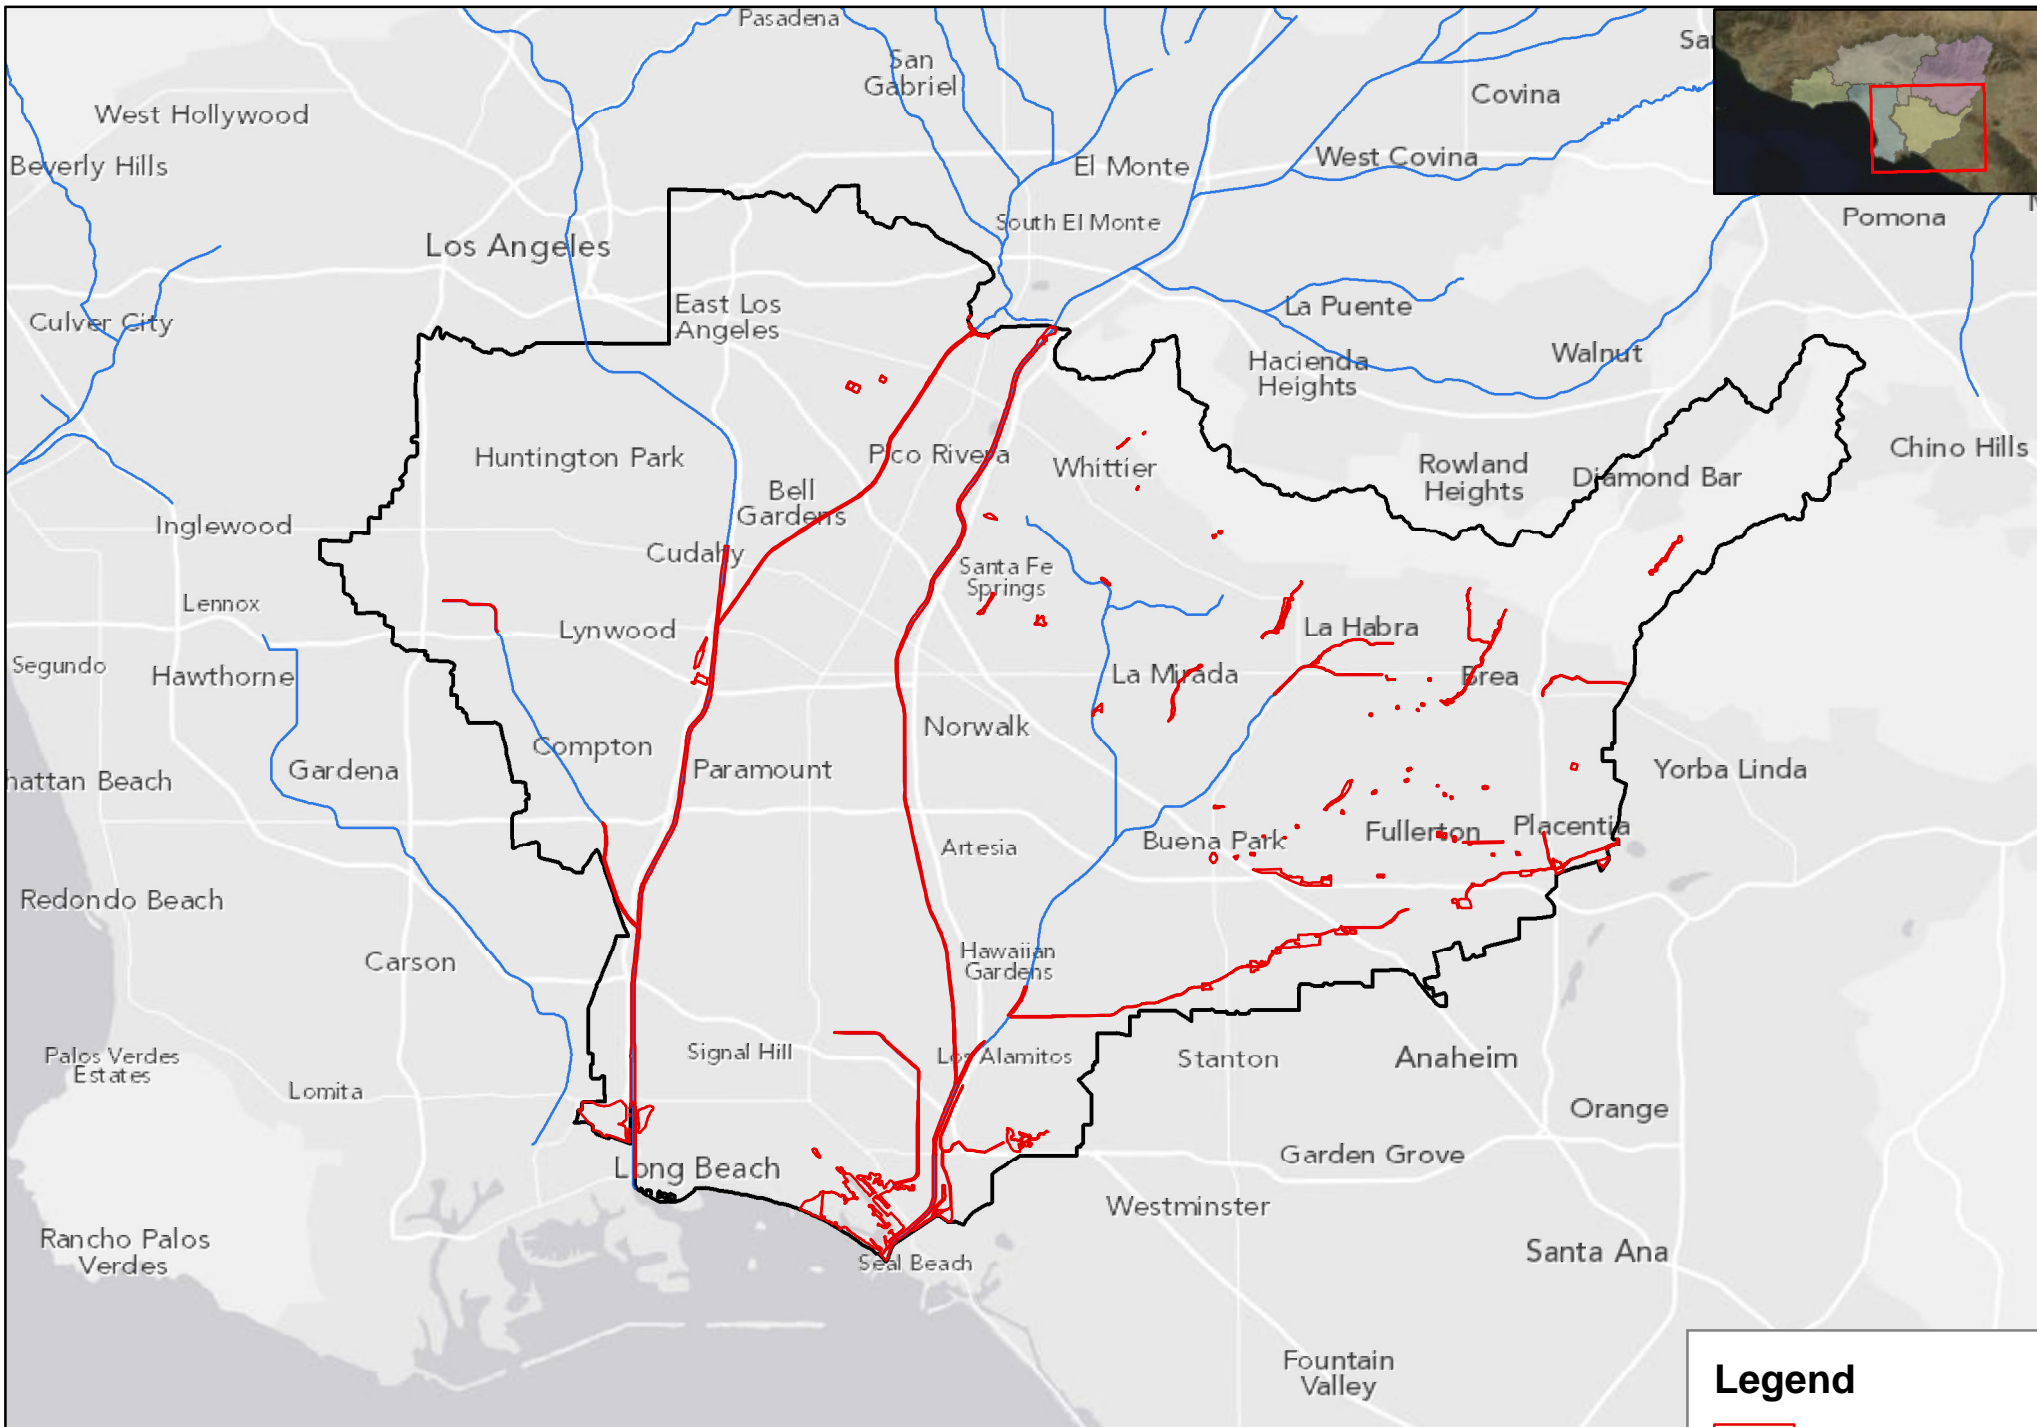 Pasadena
San
Gabriel
Covina
West Hollywood
Beverly Hills
El Monte
West Covina
South El Monte
Pomona
Los Angeles
East Los
Angeles
La Puente
Culver City
Hacienda
Heights
Walnut
Huntington Park
Pico Rivera
Whittier
Rowland
Heights
Diamond Bar
Chino Hills
Bell
Gardens
Inglewood
Cudahy
Santa Fe
Springs
Lennox
Lynwood
La Habra
Segundo
Hawthorne
La Mirada
Brea
Norwalk
Compton
Gardena
Paramount
Yorba Linda
hattan Beach
Artesia
Buena Park
Fullerton
Placentia
Redondo Beach
Carson
Hawaiian
Gardens
Palos Verdes
Estates
Signal Hill
Los Alamitos
Stanton
Anaheim
Lomita
Orange
Long Beach
Garden Grove
Westminster
Rancho Palos
Verdes
Seal Beach
Santa Ana
Fountain
Valley
Legend